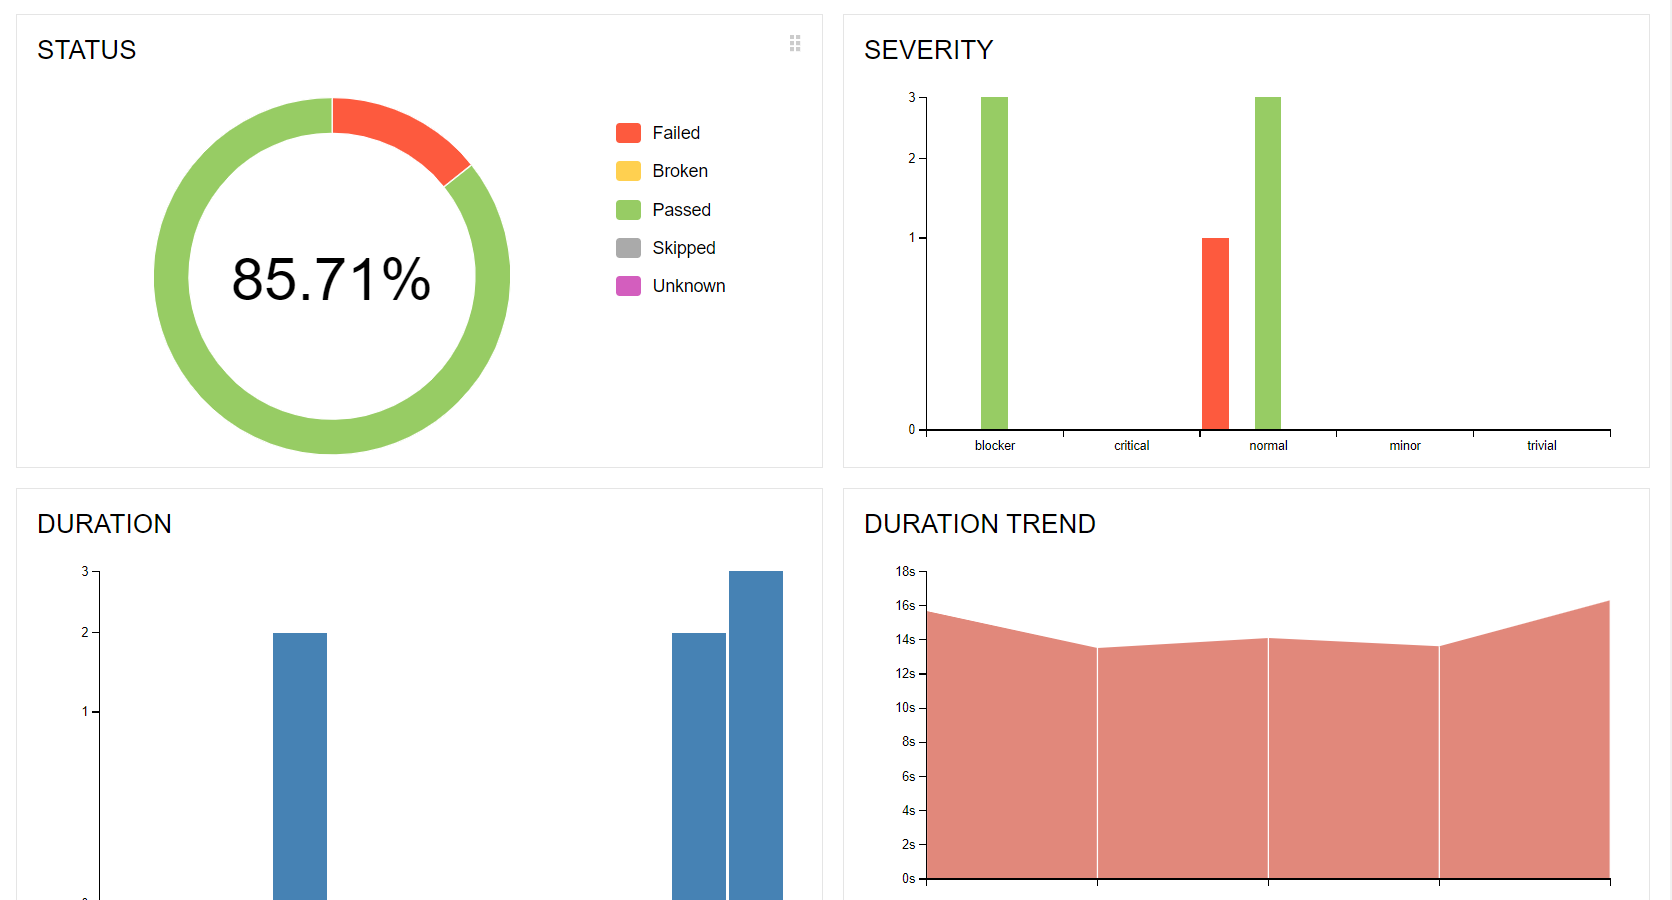 STATUS
85.71%
Failed
Broken
Passed
Skipped
Unknown
SEVERITY
3
2
1
0
blocker critical normal minor trivial
DURATION
3
2
1
DURATION TREND
18s
16s
14s
12s
10s
8s
6s
4s
2s
0s